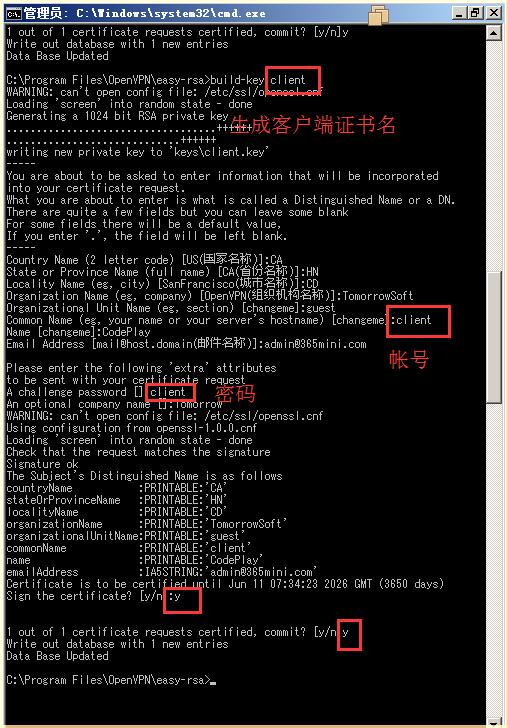 管理员: C:\Windows\system32\cmd.exe
1 out of 1 certificate requests certified, commit? [y/n]y
Write out database with 1 new entries
Data Base Updated
C:\Program Files\OpenVPN\easy-rsa>build-key client
WARNING: can't open config file: /etc/ssl/openssl.cnf
Loading 'screen' into random state - done
Generating a 1024 bit RSA private key
生成客户端证书名
...................................++++++
...............................++++++
writing new private key to 'keys\client.key'
-----
You are about to be asked to enter information that will be incorporated
into your certificate request.
What you are about to enter is what is called a Distinguished Name or a DN.
There are quite a few fields but you can leave some blank
For some fields there will be a default value,
If you enter '.', the field will be left blank.
-----
Country Name (2 letter code) [US(国家名称)]:CA
State or Province Name (full name) [CA(省份名称)]:HN
Locality Name (eg, city) [SanFrancisco(城市名称)]:CD
Organization Name (eg, company) [OpenVPN(组织机构名称)]:TomorrowSoft
Organizational Unit Name (eg, section) [changeme]:guest
Common Name (eg, your name or your server's hostname) [changeme]:client
Name [changeme]:CodePlay
Email Address [mail@host.domain(邮件名称)]:admin@365mini.com
帐号
Please enter the following 'extra' attributes
to be sent with your certificate request
A challenge password []:client
密码
An optional company name []:Tomorrow
WARNING: can't open config file: /etc/ssl/openssl.cnf
Using configuration from openssl-1.0.0.cnf
Loading 'screen' into random state - done
Check that the request matches the signature
Signature ok
The Subject's Distinguished Name is as follows
countryName :PRINTABLE:'CA'
stateOrProvinceName :PRINTABLE:'HN'
localityName :PRINTABLE:'CD'
organizationName :PRINTABLE:'TomorrowSoft'
organizationalUnitName:PRINTABLE:'guest'
commonName :PRINTABLE:'client'
name :PRINTABLE:'CodePlay'
emailAddress :IA5STRING:'admin@365mini.com'
Certificate is to be certified until Jun 11 07:34:23 2026 GMT (3650 days)
Sign the certificate? [y/n]:y
1 out of 1 certificate requests certified, commit? [y/n]y
Write out database with 1 new entries
Data Base Updated
C:\Program Files\OpenVPN\easy-rsa>_